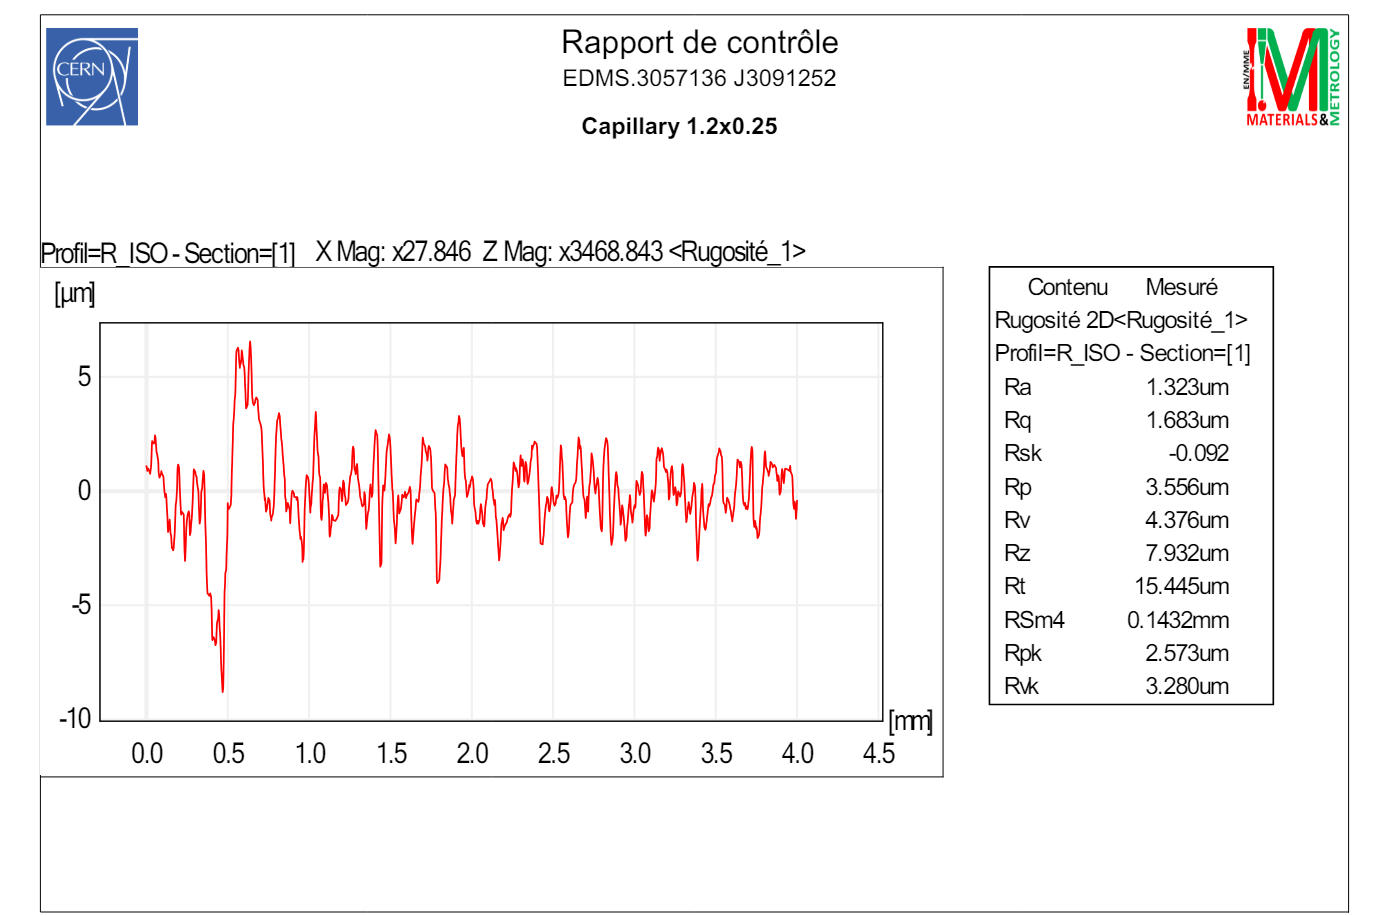 CERN
Rapport de contrôle
EDMS.3057136 J3091252
Capillary 1.2x0.25
EN/MME
MATERIALS&
METROLOGY
Profil=R_ISO - Section=[1] X Mag: x27.846 Z Mag: x3468.843 <Rugosité_1>
[µm]
5
0
-5
-10
[mm]
0.0 0.5 1.0 1.5 2.0 2.5 3.0 3.5 4.0 4.5
Contenu Mesuré
Rugosité 2D<Rugosité_1>
Profil=R_ISO - Section=[1]
Ra 1.323um
Rq 1.683um
Rsk -0.092
Rp 3.556um
Rv 4.376um
Rz 7.932um
Rt 15.445um
RSm4 0.1432mm
Rpk 2.573um
Rvk 3.280um